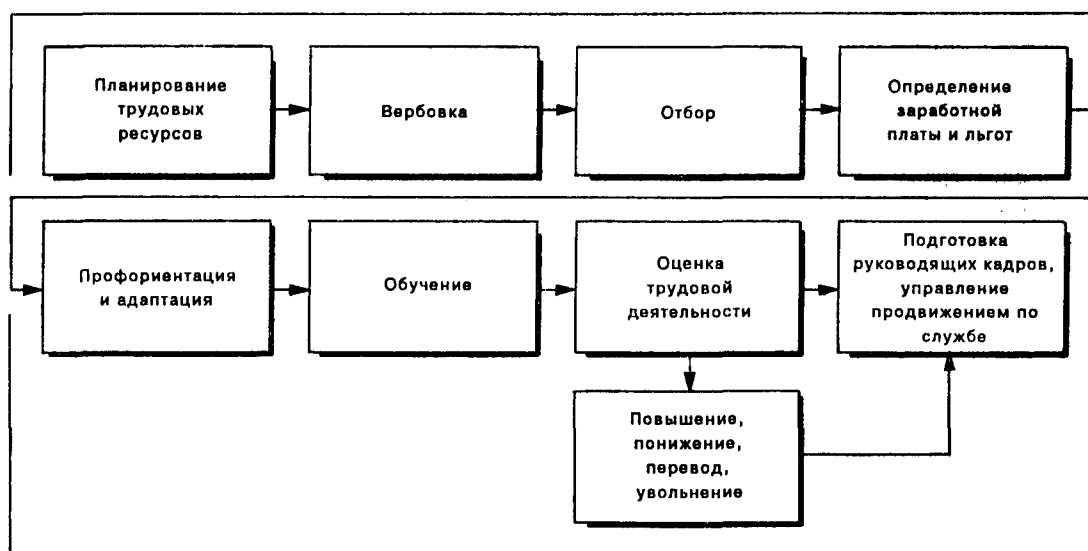 Планирование
трудовых
ресурсов
Вербовка
Отбор
Определение
заработной
платы и льгот
Профориентация
и адаптация
Обучение
Оценка
трудовой
деятельности
Подготовка
руководящих кадров,
управление
продвижением по
службе
Повышение,
понижение,
перевод,
увольнение